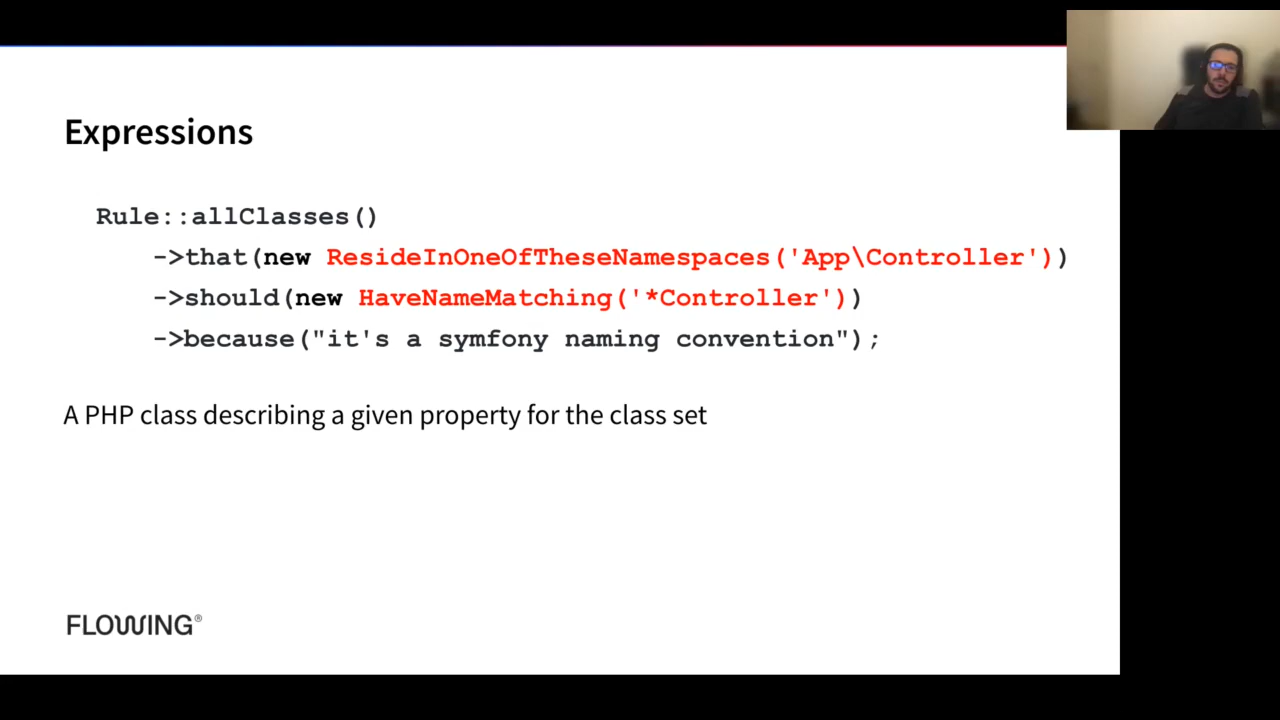 Expressions
Rule::allClasses()
->that(new ResideInOneOfTheseNamespaces('App\Controller'))
->should(new HaveNameMatching('*Controller'))
->because("it's a symfony naming convention");
A PHP class describing a given property for the class set
FLOWING®